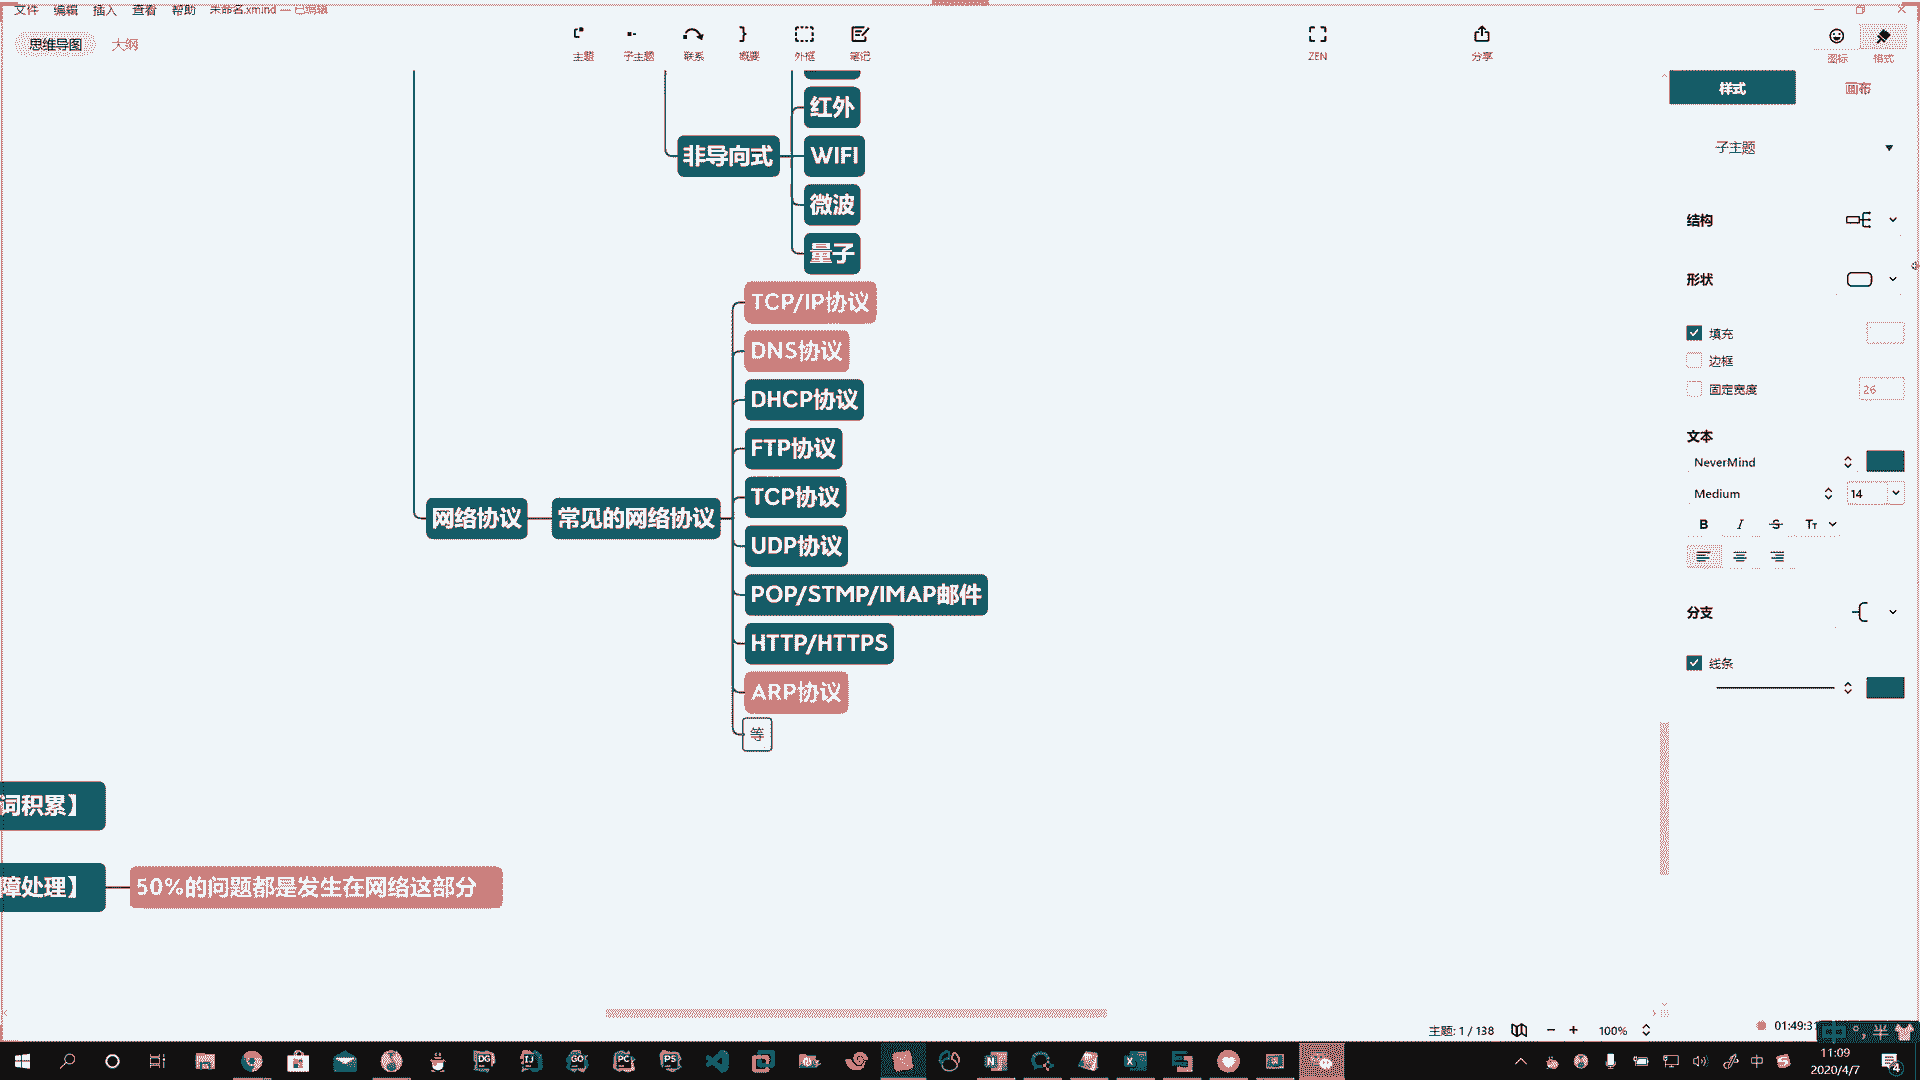 文件 编辑 插入 查看 帮助 未命名.xmind — 已编辑
思维导图 大纲
主题 子主题 联系 概要 外框 笔记 ZEN 分享 图标 格式
样式 画布
子主题
结构
形状
填充
边框
固定宽度 26
文本
NeverMind
Medium 14
B I S TT
分支
线条
红外
非导向式
WIFI
微波
量子
TCP/IP协议
DNS协议
DHCP协议
FTP协议
TCP协议
网络协议
常见的网络协议
UDP协议
POP/STMP/IMAP邮件
HTTP/HTTPS
ARP协议
等
词积累】
障处理】
50%的问题都是发生在网络这部分
主题: 1 / 138 100%
中
11:09
2020/4/7
4